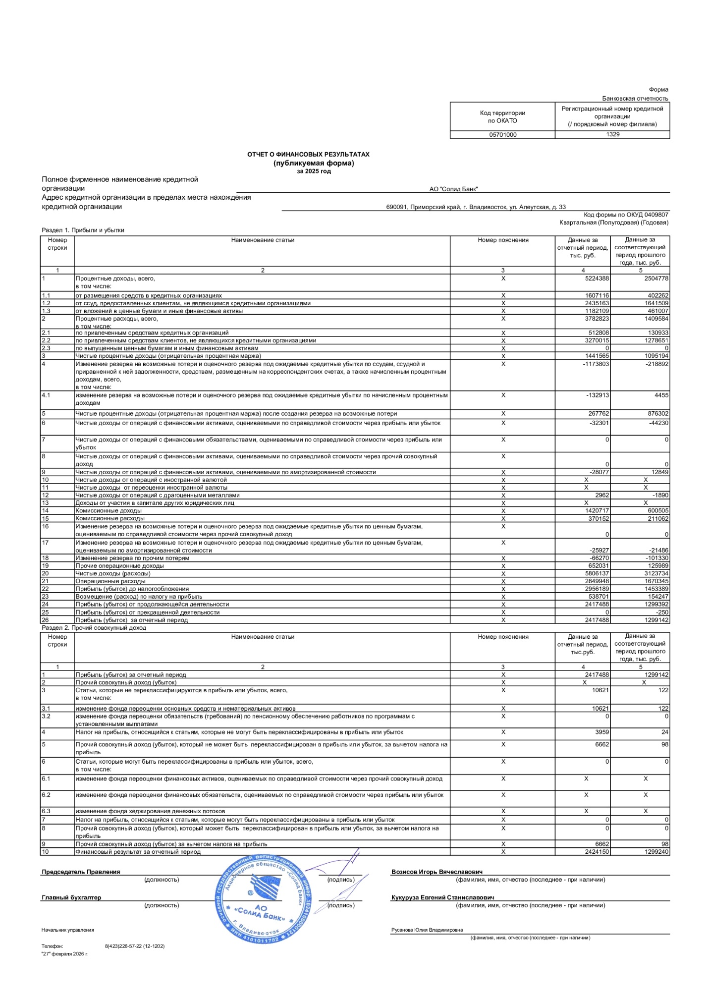 Форма
Банковская отчетность
Код территории
по ОКАТО
Регистрационный номер кредитной
организации
(/ порядковый номер филиала)
05701000 1329
ОТЧЕТ О ФИНАНСОВЫХ РЕЗУЛЬТАТАХ
(публикуемая форма)
за 2025 год
Полное фирменное наименование кредитной
организации АО "Солид Банк"
Адрес кредитной организации в пределах места нахождения
кредитной организации 690091, Приморский край, г. Владивосток, ул. Алеутская, д. 33
Код формы по ОКУД 0409807
Квартальная (Полугодовая) (Годовая)
Раздел 1. Прибыли и убытки
Номер
строки
Наименование статьи
Номер пояснения
Данные за
отчетный период,
тыс. руб.
Данные за
соответствующий
период прошлого
года, тыс. руб.
1 2 3 4 5
1 Процентные доходы, всего, X 5224388 2504778
в том числе:
1.1 от размещения средств в кредитных организациях X 1607116 402262
1.2 от ссуд, предоставленных клиентам, не являющимся кредитными организациями X 2435163 1641509
1.3 от вложений в ценные бумаги и иные финансовые активы X 1182109 461007
2 Процентные расходы, всего, X 3782823 1409584
в том числе:
2.1 по привлеченным средствам кредитных организаций X 512808 130933
2.2 по привлеченным средствам клиентов, не являющихся кредитными организациями X 3270015 1278651
2.3 по выпущенным ценным бумагам и иным финансовым активам X 0 0
3 Чистые процентные доходы (отрицательная процентная маржа) X 1441565 1095194
4 Изменение резерва на возможные потери и оценочного резерва под ожидаемые кредитные убытки по ссудам, ссудной и X -1173803 -218892
приравненной к ней задолженности, средствам, размещенным на корреспондентских счетах, а также начисленным процентным
доходам, всего,
в том числе:
4.1 изменение резерва на возможные потери и оценочного резерва под ожидаемые кредитные убытки по начисленным процентным X -132913 4455
доходам
5 Чистые процентные доходы (отрицательная процентная маржа) после создания резерва на возможные потери X 267762 876302
6 Чистые доходы от операций с финансовыми активами, оцениваемыми по справедливой стоимости через прибыль или убыток X -32301 -44230
7 Чистые доходы от операций с финансовыми обязательствами, оцениваемыми по справедливой стоимости через прибыль или X 0 0
убыток
8 Чистые доходы от операций с финансовыми активами, оцениваемыми по справедливой стоимости через прочий совокупный X
доход 0 0
9 Чистые доходы от операций с финансовыми активами, оцениваемыми по амортизированной стоимости X -28077 12849
10 Чистые доходы от операций с иностранной валютой X X X
11 Чистые доходы от переоценки иностранной валюты X X X
12 Чистые доходы от операций с драгоценными металлами X 2962 -1890
13 Доходы от участия в капитале других юридических лиц X X X
14 Комиссионные доходы X 1420717 600505
15 Комиссионные расходы X 370152 211062
16 Изменение резерва на возможные потери и оценочного резерва под ожидаемые кредитные убытки по ценным бумагам, X
оцениваемым по справедливой стоимости через прочий совокупный доход 0 0
17 Изменение резерва на возможные потери и оценочного резерва под ожидаемые кредитные убытки по ценным бумагам, X
оцениваемым по амортизированной стоимости -25927 -21486
18 Изменение резерва по прочим потерям X -66270 -101330
19 Прочие операционные доходы X 652031 125989
20 Чистые доходы (расходы) X 5806137 3123734
21 Операционные расходы X 2849948 1670345
22 Прибыль (убыток) до налогообложения X 2956189 1453389
23 Возмещение (расход) по налогу на прибыль X 538701 154247
24 Прибыль (убыток) от продолжающейся деятельности X 2417488 1299392
25 Прибыль (убыток) от прекращенной деятельности X 0 -250
26 Прибыль (убыток) за отчетный период X 2417488 1299142
Раздел 2. Прочий совокупный доход
Номер
строки
Наименование статьи
Номер пояснения
Данные за
отчетный период,
тыс.руб.
Данные за
соответствующий
период прошлого
года, тыс. руб.
1 2 3 4 5
1 Прибыль (убыток) за отчетный период X 2417488 1299142
2 Прочий совокупный доход (убыток) X X X
3 Статьи, которые не переклассифицируются в прибыль или убыток, всего, X 10621 122
в том числе:
3.1 изменение фонда переоценки основных средств и нематериальных активов X 10621 122
3.2 изменение фонда переоценки обязательств (требований) по пенсионному обеспечению работников по программам с X 0 0
установленными выплатами
4 Налог на прибыль, относящийся к статьям, которые не могут быть переклассифицированы в прибыль или убыток X 3959 24
5 Прочий совокупный доход (убыток), который не может быть переклассифицирован в прибыль или убыток, за вычетом налога на X 6662 98
прибыль
6 Статьи, которые могут быть переклассифицированы в прибыль или убыток, всего, X 0 0
в том числе:
6.1 изменение фонда переоценки финансовых активов, оцениваемых по справедливой стоимости через прочий совокупный доход X X X
6.2 изменение фонда переоценки финансовых обязательств, оцениваемых по справедливой стоимости через прибыль или убыток X X X
6.3 изменение фонда хеджирования денежных потоков X X X
7 Налог на прибыль, относящийся к статьям, которые могут быть переклассифицированы в прибыль или убыток X 0 0
8 Прочий совокупный доход (убыток), который может быть переклассифицирован в прибыль или убыток, за вычетом налога на X 0 0
прибыль
9 Прочий совокупный доход (убыток) за вычетом налога на прибыль X 6662 98
10 Финансовый результат за отчетный период X 2424150 1299240
Председатель Правления Возисов Игорь Вячеславович
(должность) (подпись) (фамилия, имя, отчество (последнее - при наличии)
Главный бухгалтер Кукуруза Евгений Станиславович
(должность) (подпись) (фамилия, имя, отчество (последнее - при наличии)
основной государственный регистрационный номер 1024100000121 * ИНН 4101011782 *
Акционерное общество «Солид Банк»
®
АО
* «Солид Банк» *
г. Владивосток
Начальник управления Русанова Юлия Владимировна
(фамилия, имя, отчество (последнее - при наличии)
Телефон: 8(423)226-57-22 (12-1202)
"27" февраля 2026 г.